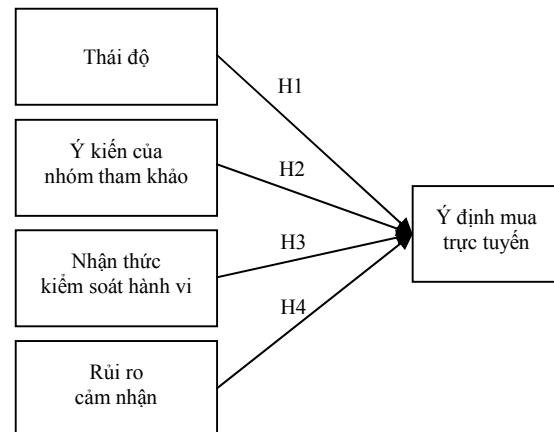 Thái độ
H1
Ý kiến của
nhóm tham khảo
H2
Ý định mua
trực tuyến
Nhận thức
kiểm soát hành vi
H3
H4
Rủi ro
cảm nhận